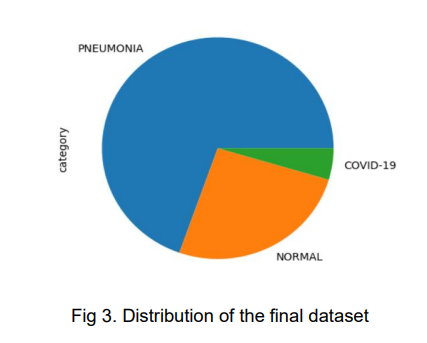 PNEUMONIA
category
COVID-19
NORMAL
Fig 3. Distribution of the final dataset